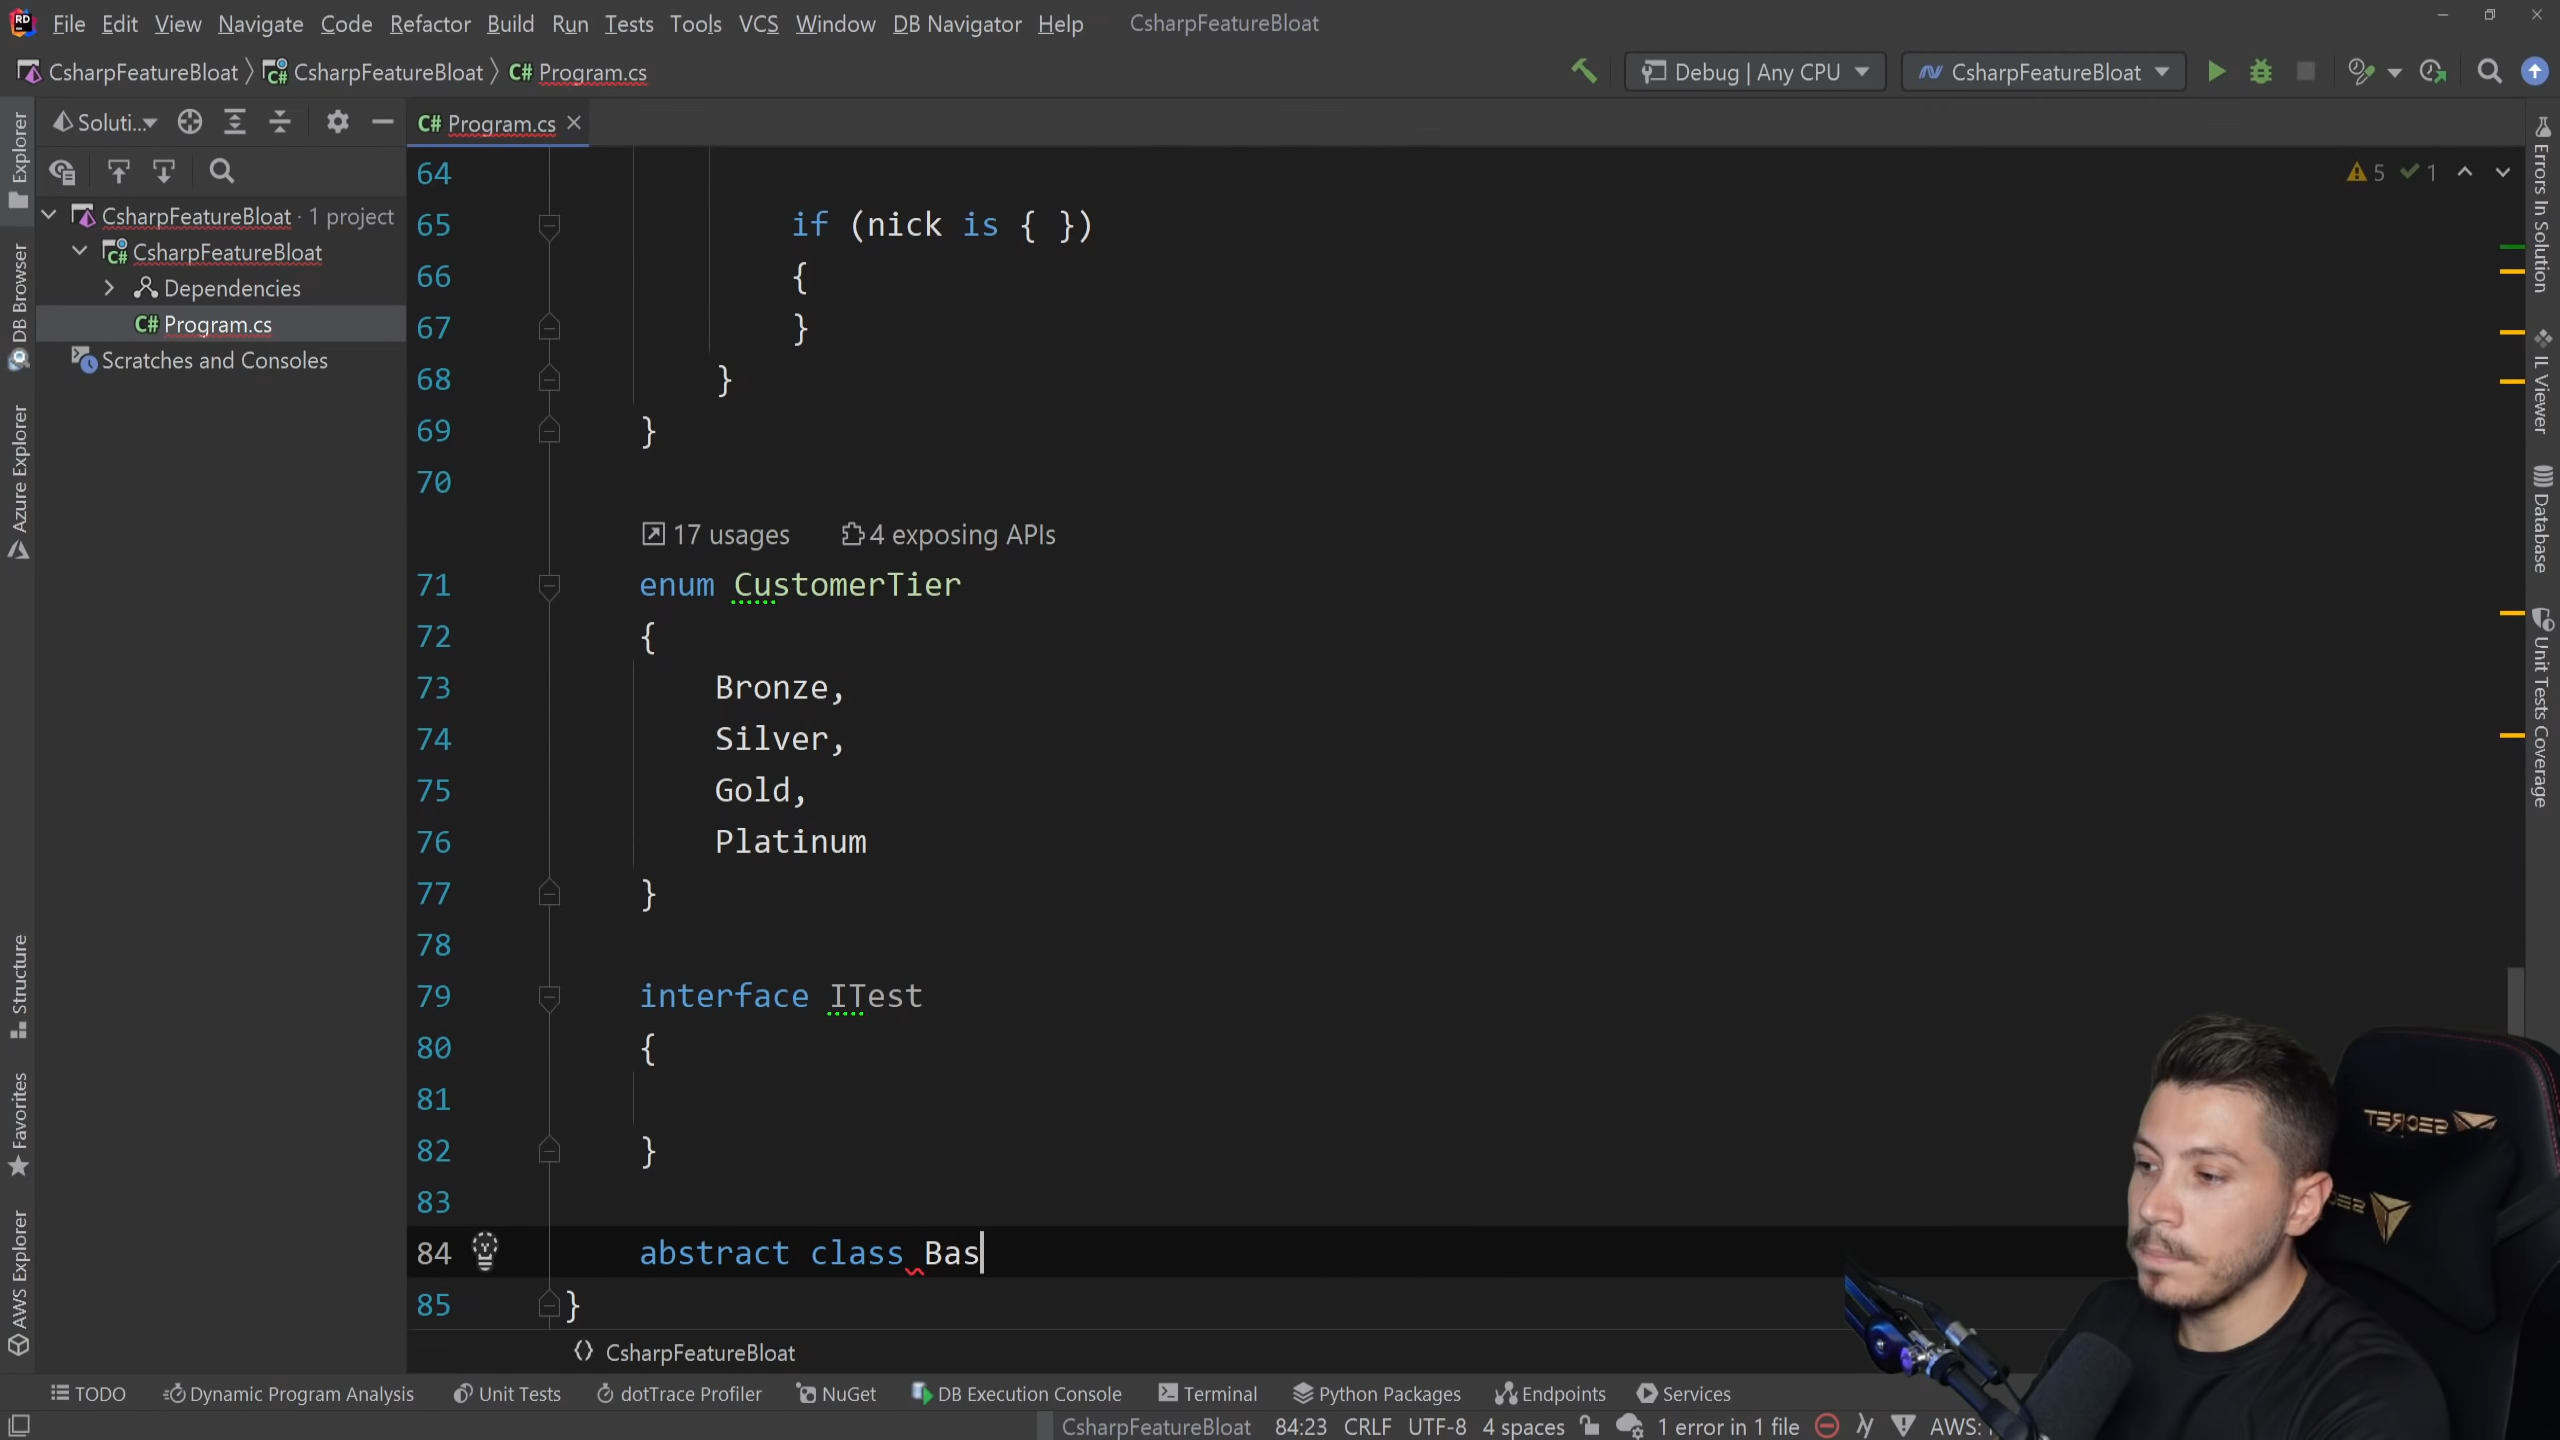 File Edit View Navigate Code Refactor Build Run Tests Tools VCS Window DB Navigator Help CsharpFeatureBloat
CsharpFeatureBloat CsharpFeatureBloat C# Program.cs Debug | Any CPU CsharpFeatureBloat
Soluti... C# Program.cs
64
5 1
CsharpFeatureBloat · 1 project
65 if (nick is { })
C# CsharpFeatureBloat
66 {
Dependencies
C# Program.cs
67 }
Scratches and Consoles
68 }
69 }
70
17 usages 4 exposing APIs
71 enum CustomerTier
72 {
73 Bronze,
74 Silver,
75 Gold,
76 Platinum
77 }
78
79 interface ITest
80 {
81
82 }
83
84 abstract class Bas
85 }
CsharpFeatureBloat
TODO Dynamic Program Analysis Unit Tests dotTrace Profiler NuGet DB Execution Console Terminal Python Packages Endpoints Services
CsharpFeatureBloat 84:23 CRLF UTF-8 4 spaces 1 error in 1 file AWS:
Explorer
DB Browser
Azure Explorer
Structure
Favorites
AWS Explorer
Errors In Solution
IL Viewer
Database
Unit Tests Coverage